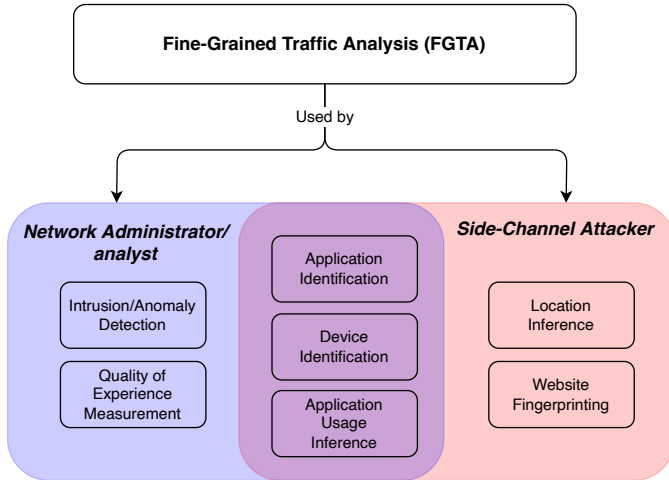 Fine-Grained Traffic Analysis (FGTA)
Used by
Network Administrator/
analyst
Intrusion/Anomaly
Detection
Quality of
Experience
Measurement
Application
Identification
Device
Identification
Application
Usage
Inference
Side-Channel Attacker
Location
Inference
Website
Fingerprinting